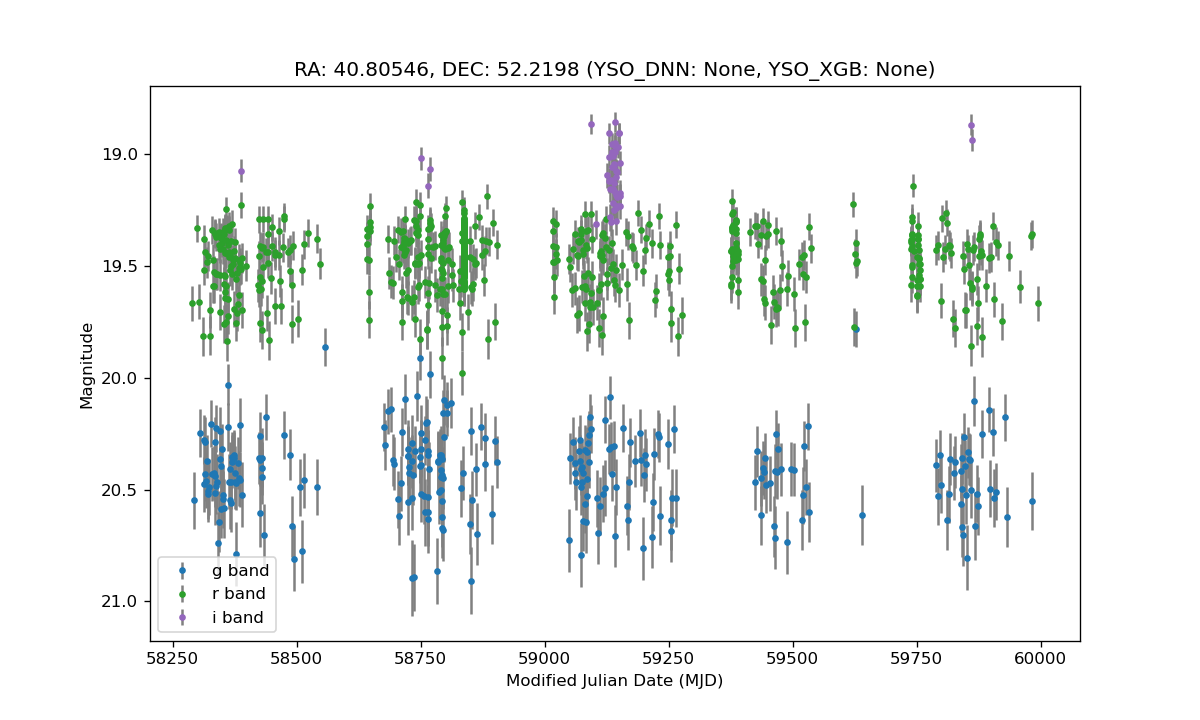 RA: 40.80546, DEC: 52.2198 (YSO_DNN: None, YSO_XGB: None)
Magnitude
19.0
19.5
20.0
20.5
21.0
g band
r band
i band
58250 58500 58750 59000 59250 59500 59750 60000
Modified Julian Date (MJD)